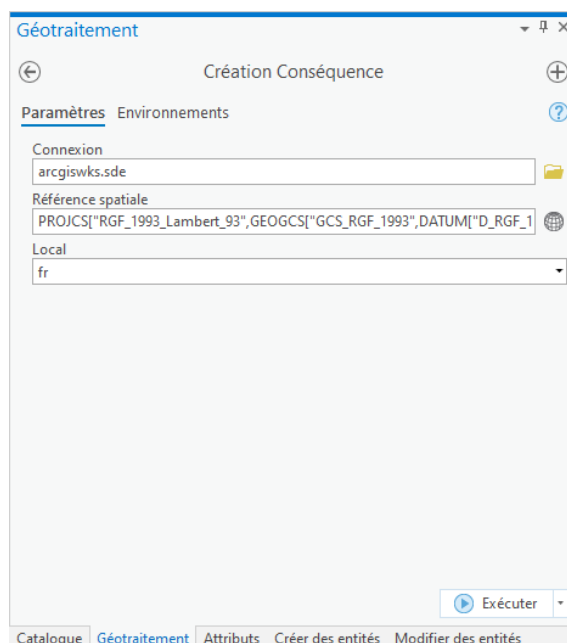 Géotraitement
Création Conséquence
Paramètres Environnements
Connexion
arcgiswks.sde
Référence spatiale
PROJCS["RGF_1993_Lambert_93",GEOGCS["GCS_RGF_1993",DATUM["D_RGF_1
Local
fr
Exécuter
Catalogue Géotraitement Attributs Créer des entités Modifier des entités